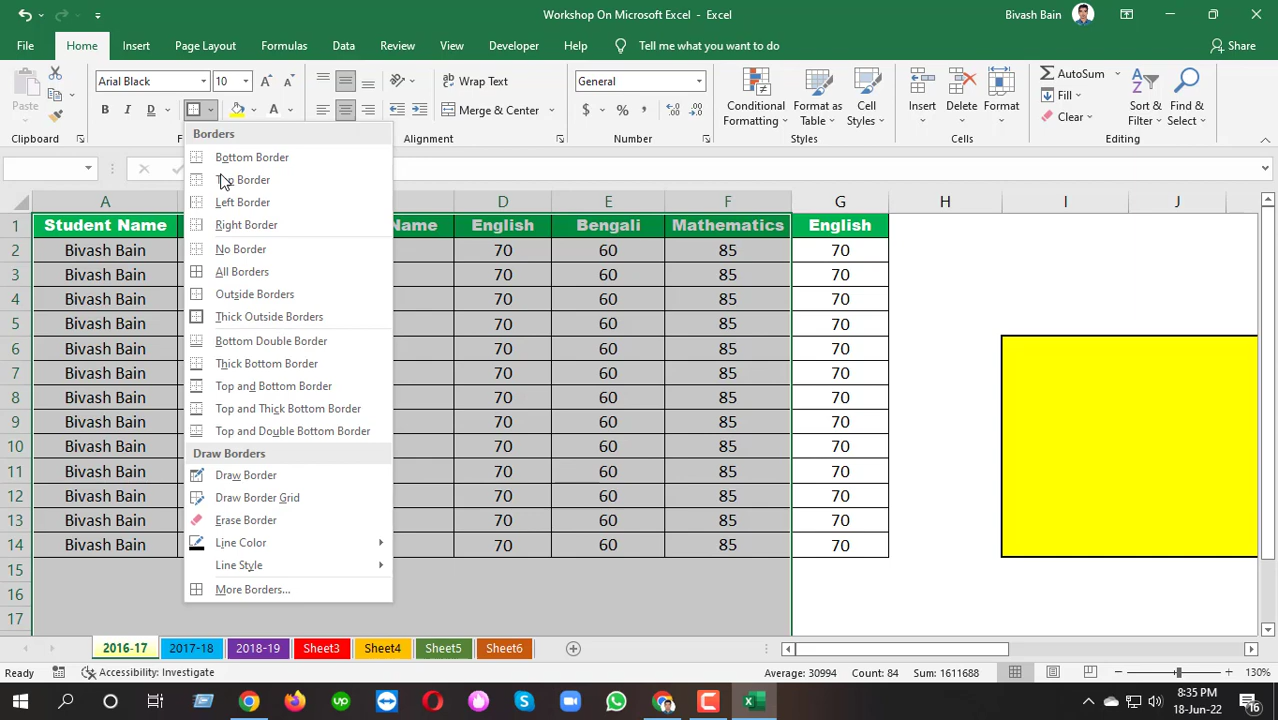 Workshop On Microsoft Excel - Excel
Bivash Bain
File Home Insert Page Layout Formulas Data Review View Developer Help Tell me what you want to do Share
Arial Black 10 Wrap Text General AutoSum
Paste B I D Merge & Center $ % Conditional Formatting Format as Table Cell Styles Insert Delete Format Fill Clear Sort & Filter Find & Select
Clipboard Alignment Number Styles Cells Editing
Borders
Bottom Border
Border
Left Border
Right Border
No Border
All Borders
Outside Borders
Thick Outside Borders
Bottom Double Border
Thick Bottom Border
Top and Bottom Border
Top and Thick Bottom Border
Top and Double Bottom Border
Draw Borders
Draw Border
Draw Border Grid
Erase Border
Line Color
Line Style
More Borders...
A D E F G H I J
1 Student Name Name English Bengali Mathematics English
2 Bivash Bain 70 60 85 70
3 Bivash Bain 70 60 85 70
4 Bivash Bain 70 60 85 70
5 Bivash Bain 70 60 85 70
6 Bivash Bain 70 60 85 70
7 Bivash Bain 70 60 85 70
8 Bivash Bain 70 60 85 70
9 Bivash Bain 70 60 85 70
10 Bivash Bain 70 60 85 70
11 Bivash Bain 70 60 85 70
12 Bivash Bain 70 60 85 70
13 Bivash Bain 70 60 85 70
14 Bivash Bain 70 60 85 70
15
16
17
2016-17 2017-18 2018-19 Sheet3 Sheet4 Sheet5 Sheet6
Ready Accessibility: Investigate Average: 30994 Count: 84 Sum: 1611688 130%
8:35 PM
18-Jun-22
16